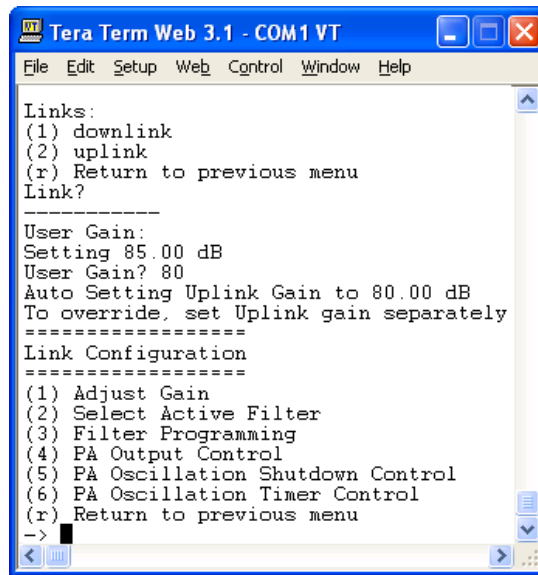 Tera Term Web 3.1 - COM1 VT
File Edit Setup Web Control Window Help
Links:
(1) downlink
(2) uplink
(r) Return to previous menu
Link?
-----------
User Gain:
Setting 85.00 dB
User Gain? 80
Auto Setting Uplink Gain to 80.00 dB
To override, set Uplink gain separately
==================
Link Configuration
==================
(1) Adjust Gain
(2) Select Active Filter
(3) Filter Programming
(4) PA Output Control
(5) PA Oscillation Shutdown Control
(6) PA Oscillation Timer Control
(r) Return to previous menu
->